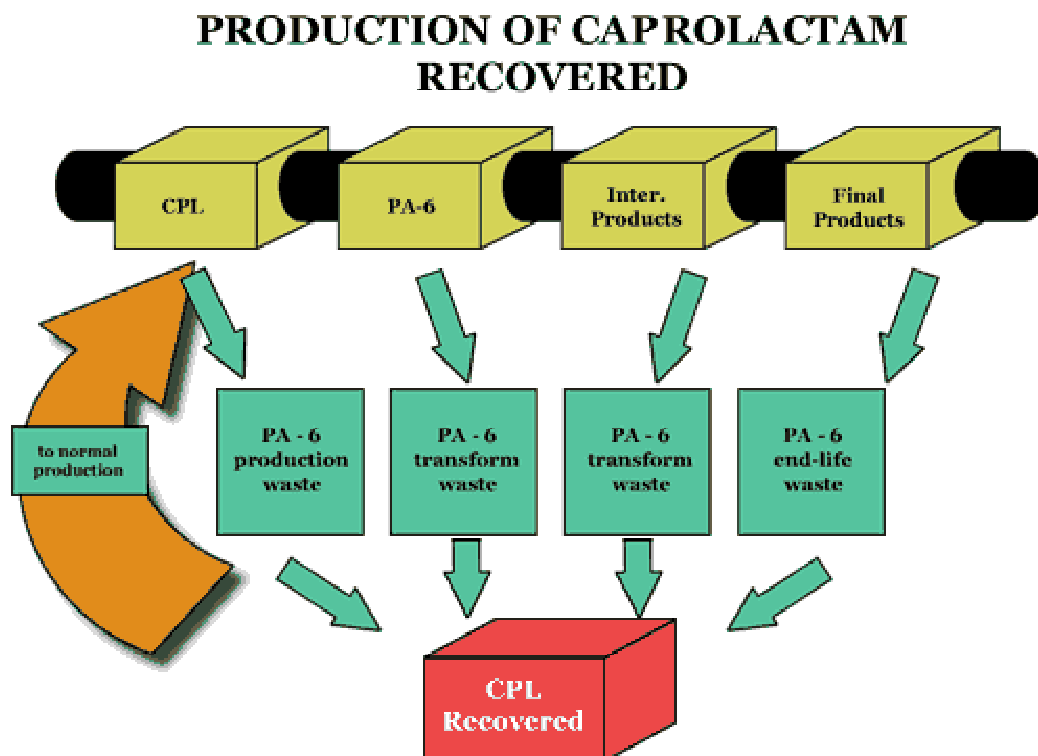 PRODUCTION OF CAPROLACTAM
RECOVERED
CPL
PA-6
Inter.
Products
Final
Products
to normal
production
PA - 6
production
waste
PA - 6
transform
waste
PA - 6
transform
waste
PA - 6
end-life
waste
CPL
Recovered